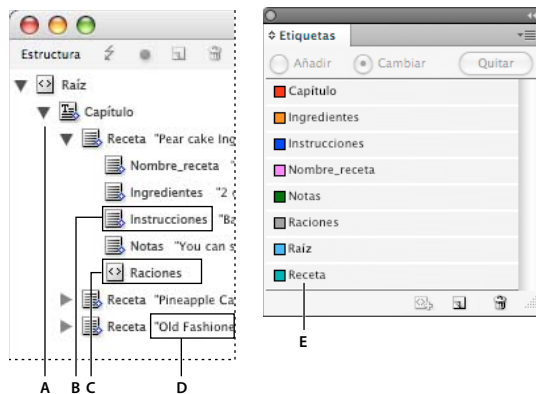 Estructura
Raíz
Capítulo
Receta "Pear cake Ing
Nombre_receta "
Ingredientes "2
Instrucciones "Ba
Notas "You can s
Raciones
Receta "Pineapple Ca
Receta "Old Fashione
A B C D
Etiquetas
Añadir Cambiar Quitar
Capítulo
Ingredientes
Instrucciones
Nombre_receta
Notas
Raciones
Raíz
Receta
E